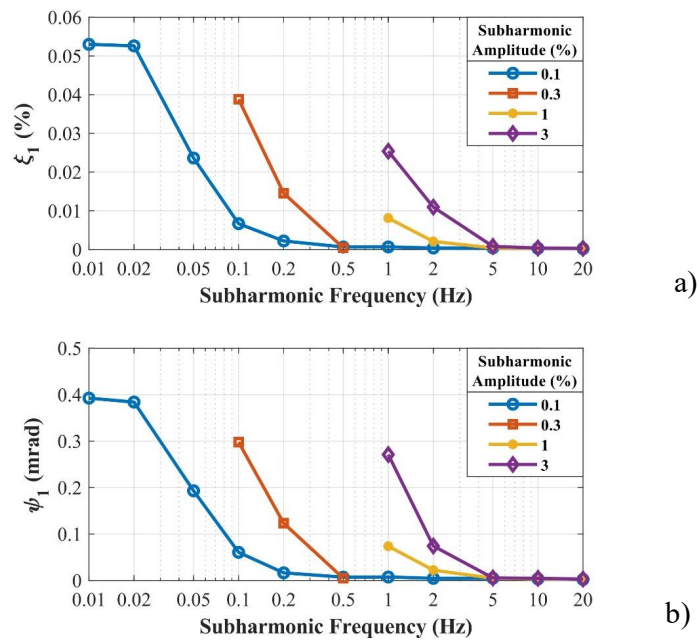 0.06
0.05
0.04
0.03
0.02
0.01
0
ξ1 (%)
Subharmonic
Amplitude (%)
0.1
0.3
1
3
0.01 0.02 0.05 0.1 0.2 0.5 1 2 5 10 20
Subharmonic Frequency (Hz)
a)
0.5
0.4
0.3
0.2
0.1
0
ψ1 (mrad)
Subharmonic
Amplitude (%)
0.1
0.3
1
3
0.01 0.02 0.05 0.1 0.2 0.5 1 2 5 10 20
Subharmonic Frequency (Hz)
b)